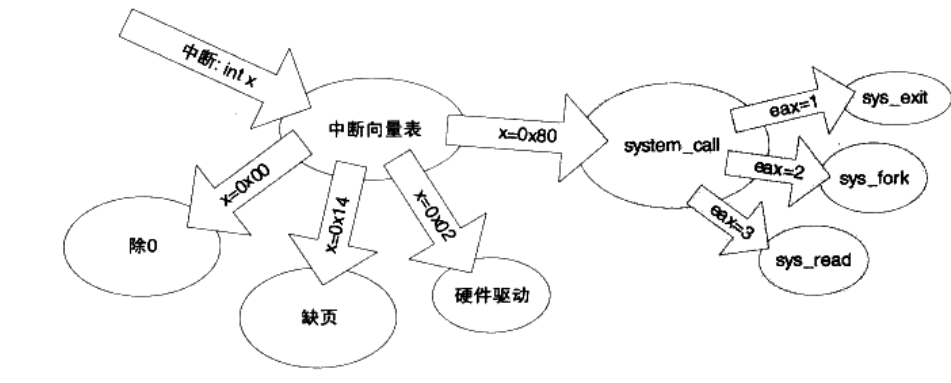 中断: int x
中断向量表
x=0x80
system_call
eax=1
sys_exit
eax=2
sys_fork
eax=3
sys_read
x=0x00
除0
x=0x14
缺页
x=0x02
硬件驱动